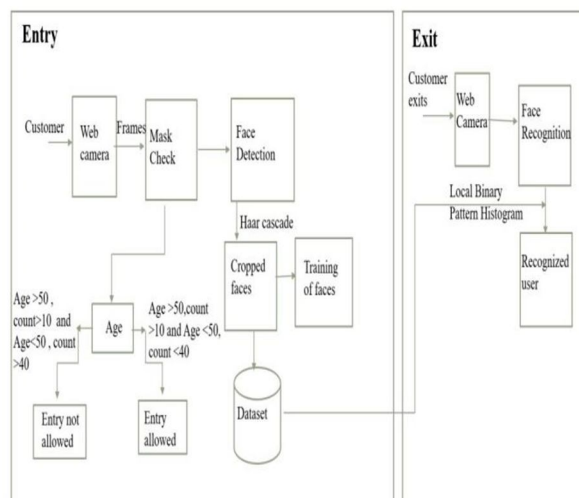 Entry
Customer
Web
camera
Frames
Mask
Check
Face
Detection
Haar cascade
Cropped
faces
Training
of faces
Age >50 ,
count>10 and
Age<50 , count
>40
Age
Age >50,count
>10 and Age <50,
count <40
Entry not
allowed
Entry
allowed
Dataset
Exit
Customer
exits
Web
Camera
Face
Recognition
Local Binary
Pattern Histogram
Recognized
user